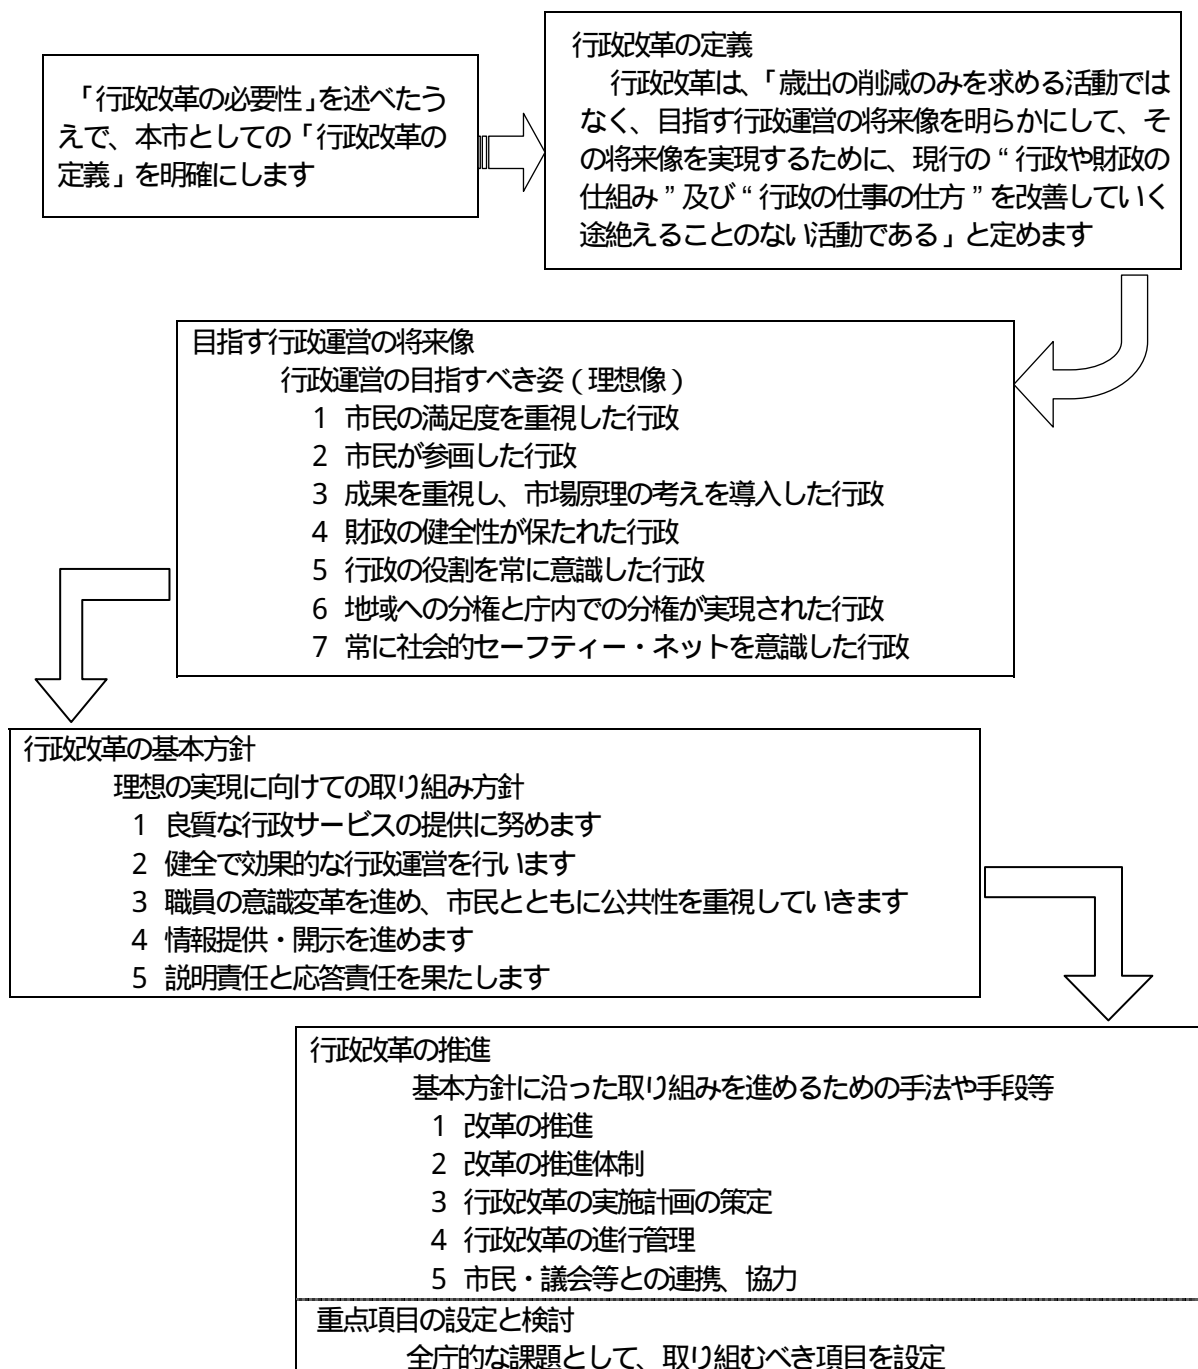 「行政改革の必要性」を述べたう
えで、本市としての「行政改革の
定義」を明確にします
行政改革の定義
行政改革は、「歳出の削減のみを求める活動では
なく、目指す行政運営の将来像を明らかにして、そ
の将来像を実現するために、現行の“行政や財政の
仕組み”及び“行政の仕事の仕方”を改善していく
途絶えることのない活動である」と定めます
目指す行政運営の将来像
行政運営の目指すべき姿(理想像)
1 市民の満足度を重視した行政
2 市民が参画した行政
3 成果を重視し、市場原理の考えを導入した行政
4 財政の健全性が保たれた行政
5 行政の役割を常に意識した行政
6 地域への分権と庁内での分権が実現された行政
7 常に社会的セーフティー・ネットを意識した行政
行政改革の基本方針
理想の実現に向けての取り組み方針
1 良質な行政サービスの提供に努めます
2 健全で効果的な行政運営を行います
3 職員の意識変革を進め、市民とともに公共性を重視していきます
4 情報提供・開示を進めます
5 説明責任と応答責任を果たします
行政改革の推進
基本方針に沿った取り組みを進めるための手法や手段等
1 改革の推進
2 改革の推進体制
3 行政改革の実施計画の策定
4 行政改革の進行管理
5 市民・議会等との連携、協力
重点項目の設定と検討
全庁的な課題として、取り組むべき項目を設定